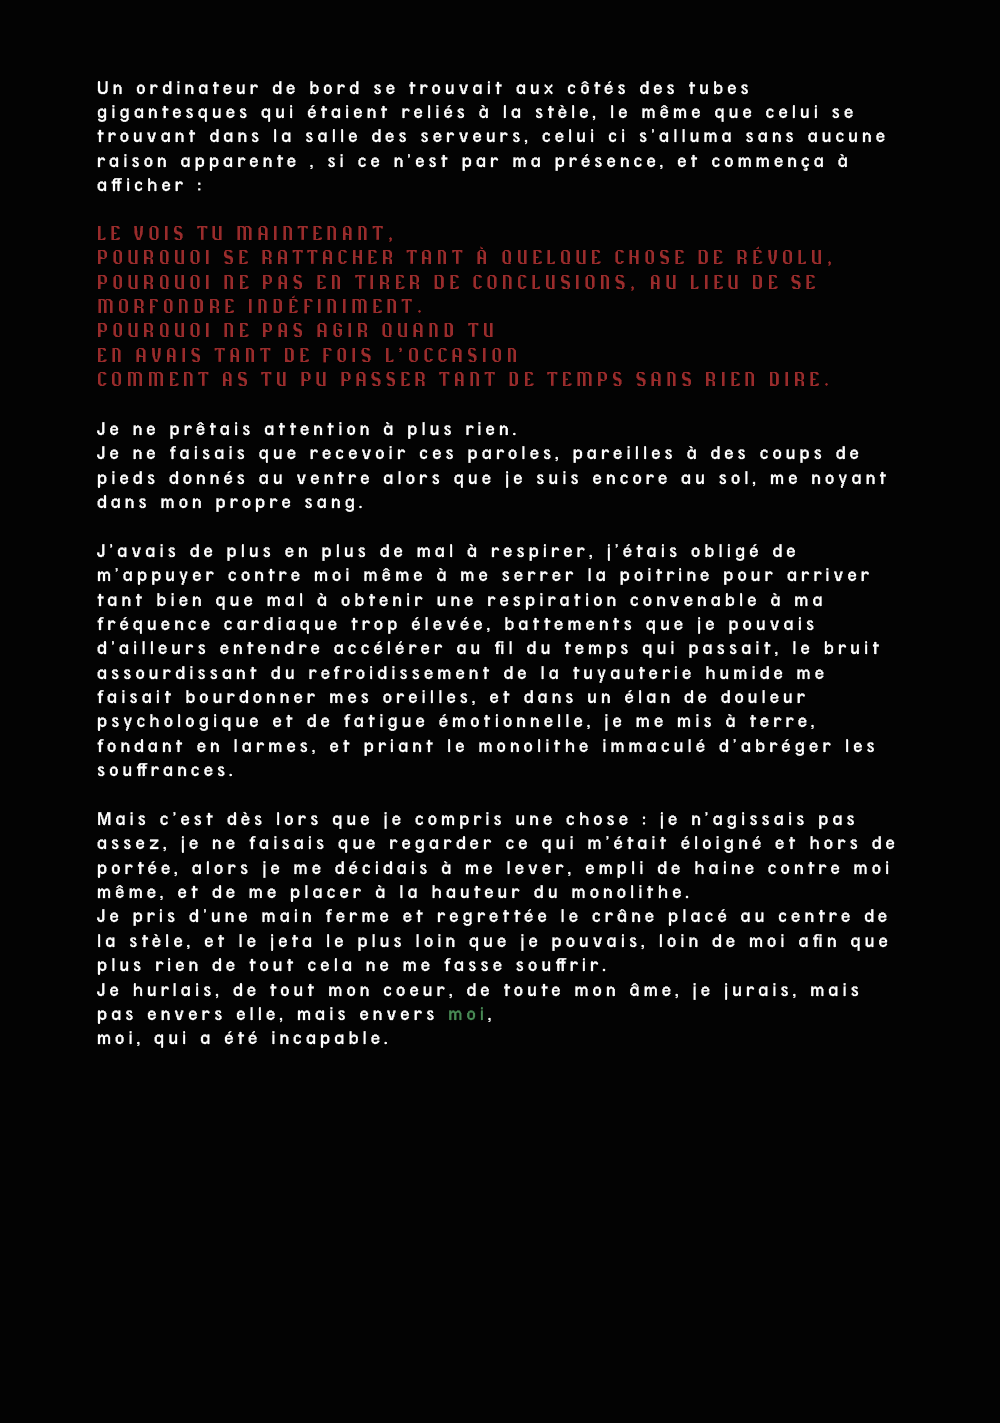 Un ordinateur de bord se trouvait aux côtés des tubes
gigantesques qui étaient reliés à la stèle, le même que celui se
trouvant dans la salle des serveurs, celui ci s'alluma sans aucune
raison apparente , si ce n'est par ma présence, et commença à
afficher :
LE VOIS TU MAINTENANT,
POURQUOI SE RATTACHER TANT À QUELQUE CHOSE DE RÉVOLU,
POURQUOI NE PAS EN TIRER DE CONCLUSIONS, AU LIEU DE SE
MORFONDRE INDÉFINIMENT.
POURQUOI NE PAS AGIR QUAND TU
EN AVAIS TANT DE FOIS L'OCCASION
COMMENT AS TU PU PASSER TANT DE TEMPS SANS RIEN DIRE.
Je ne prêtais attention à plus rien.
Je ne faisais que recevoir ces paroles, pareilles à des coups de
pieds donnés au ventre alors que je suis encore au sol, me noyant
dans mon propre sang.
J'avais de plus en plus de mal à respirer, j'étais obligé de
m'appuyer contre moi même à me serrer la poitrine pour arriver
tant bien que mal à obtenir une respiration convenable à ma
fréquence cardiaque trop élevée, battements que je pouvais
d'ailleurs entendre accélérer au fil du temps qui passait, le bruit
assourdissant du refroidissement de la tuyauterie humide me
faisait bourdonner mes oreilles, et dans un élan de douleur
psychologique et de fatigue émotionnelle, je me mis à terre,
fondant en larmes, et priant le monolithe immaculé d'abréger les
souffrances.
Mais c'est dès lors que je compris une chose : je n'agissais pas
assez, je ne faisais que regarder ce qui m'était éloigné et hors de
portée, alors je me décidais à me lever, empli de haine contre moi
même, et de me placer à la hauteur du monolithe.
Je pris d'une main ferme et regrettée le crâne placé au centre de
la stèle, et le jeta le plus loin que je pouvais, loin de moi afin que
plus rien de tout cela ne me fasse souffrir.
Je hurlais, de tout mon coeur, de toute mon âme, je jurais, mais
pas envers elle, mais envers moi,
moi, qui a été incapable.